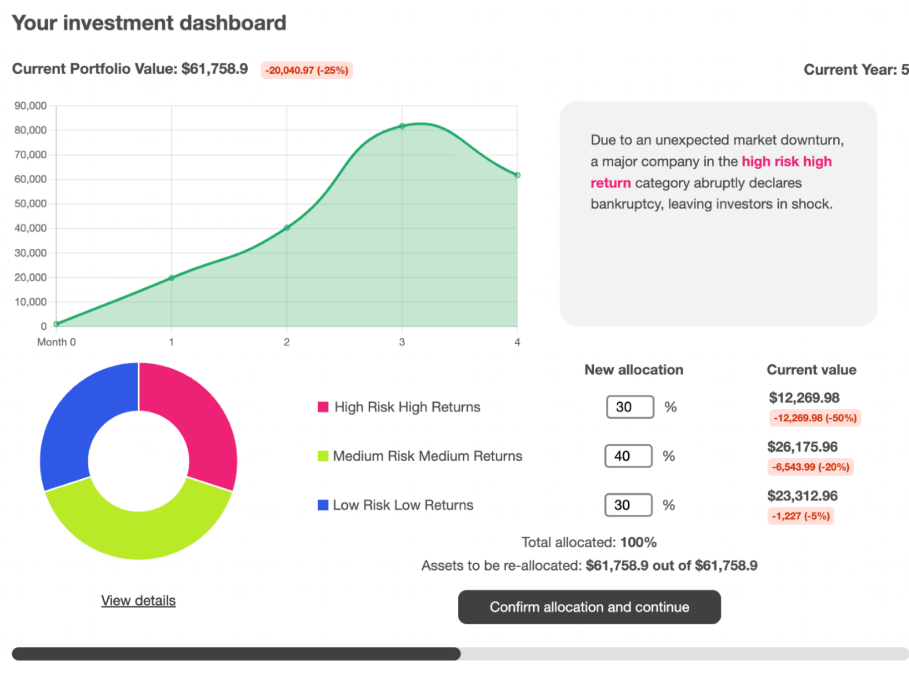 Your investment dashboard
Current Portfolio Value: $61,758.9
-20,040.97 (-25%)
Current Year: 5
90,000
80,000
70,000
60,000
50,000
40,000
30,000
20,000
10,000
0
Month 0
1
2
3
4
Due to an unexpected market downturn,
a major company in the high risk high
return category abruptly declares
bankruptcy, leaving investors in shock.
New allocation
Current value
High Risk High Returns
30 %
$12,269.98
-12,269.98 (-50%)
Medium Risk Medium Returns
40 %
$26,175.96
-6,543.99 (-20%)
Low Risk Low Returns
30 %
$23,312.96
-1,227 (-5%)
Total allocated: 100%
Assets to be re-allocated: $61,758.9 out of $61,758.9
View details
Confirm allocation and continue